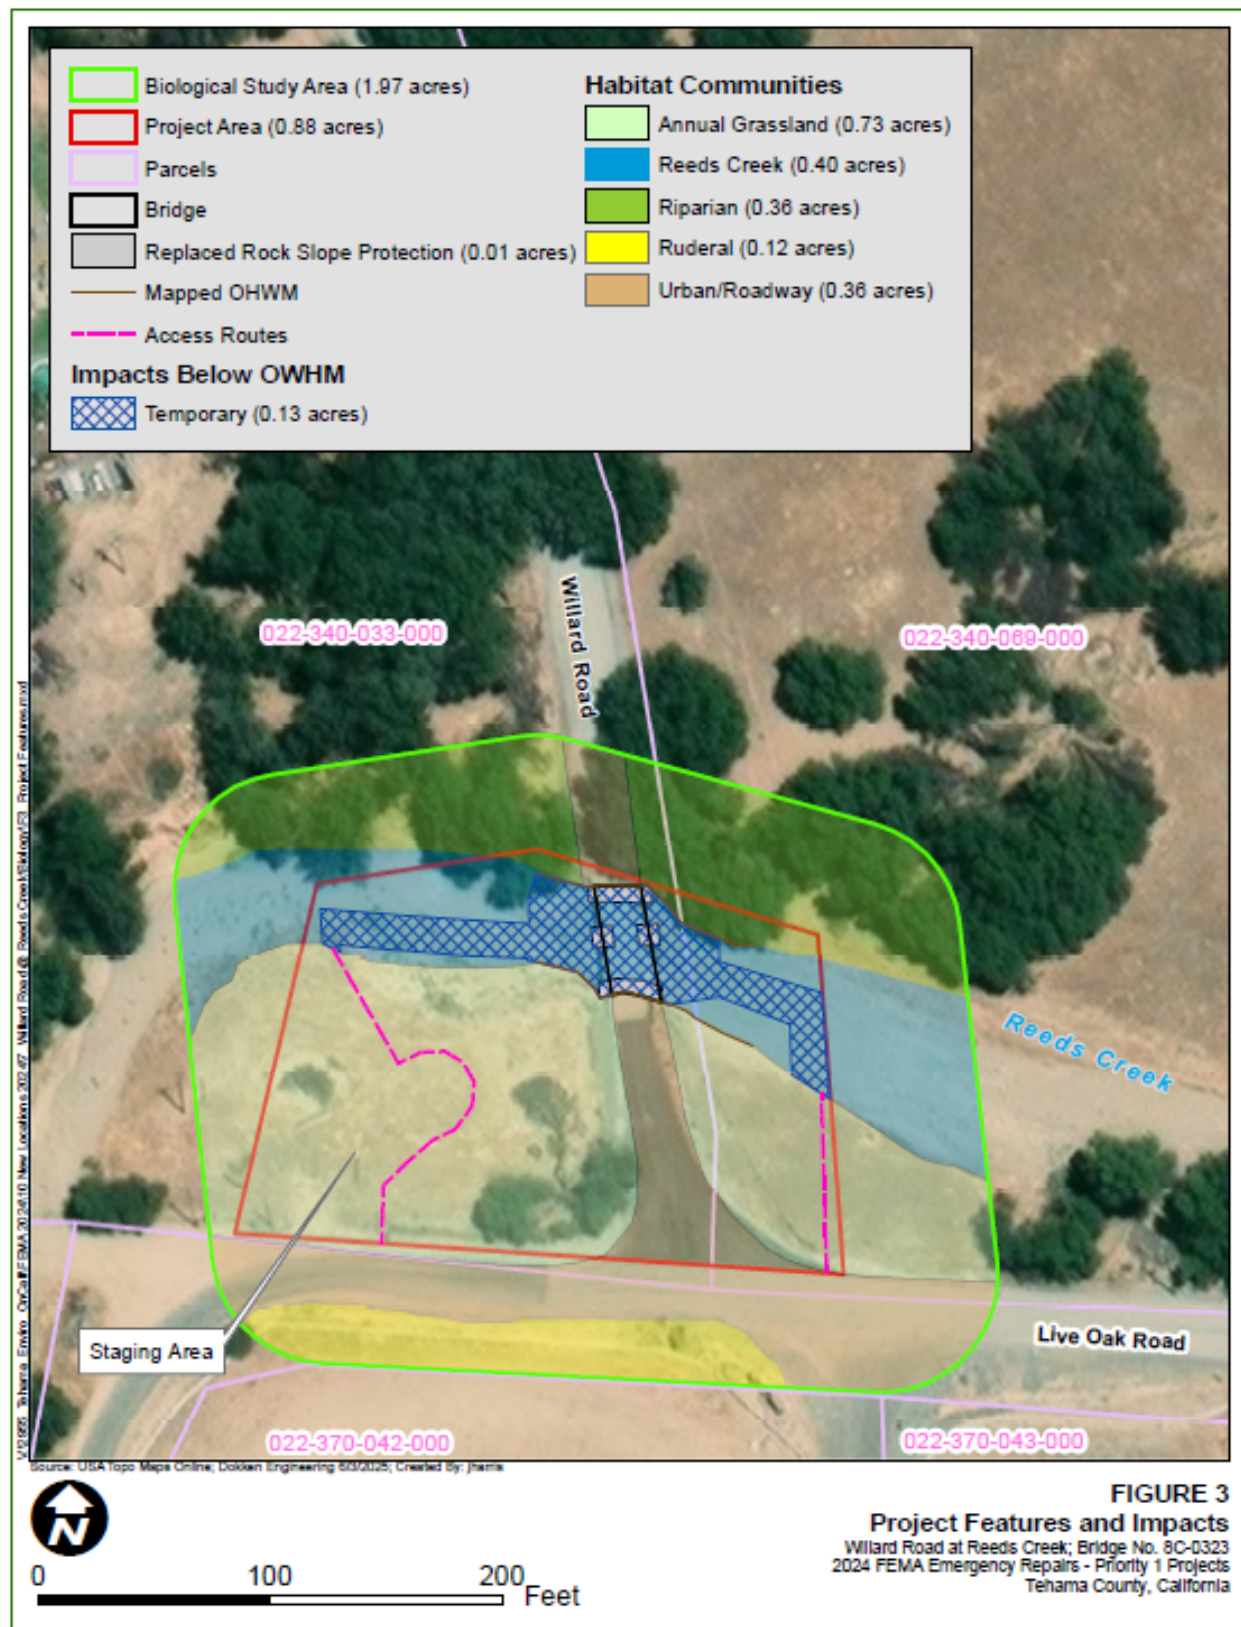 Biological Study Area (1.97 acres)
Project Area (0.88 acres)
Parcels
Bridge
Replaced Rock Slope Protection (0.01 acres)
Mapped OHWM
Access Routes
Impacts Below OWHM
Temporary (0.13 acres)
Habitat Communities
Annual Grassland (0.73 acres)
Reeds Creek (0.40 acres)
Riparian (0.36 acres)
Ruderal (0.12 acres)
Urban/Roadway (0.36 acres)
Willard Road
022-340-033-000
022-340-069-000
Reeds Creek
Staging Area
Live Oak Road
022-370-042-000
022-370-043-000
Source: USA Topo Maps Online; Dokken Engineering 6/3/2025; Created By: jharris
N
0 100 200 Feet
FIGURE 3
Project Features and Impacts
Willard Road at Reeds Creek; Bridge No. 8C-0323
2024 FEMA Emergency Repairs - Priority 1 Projects
Tehama County, California